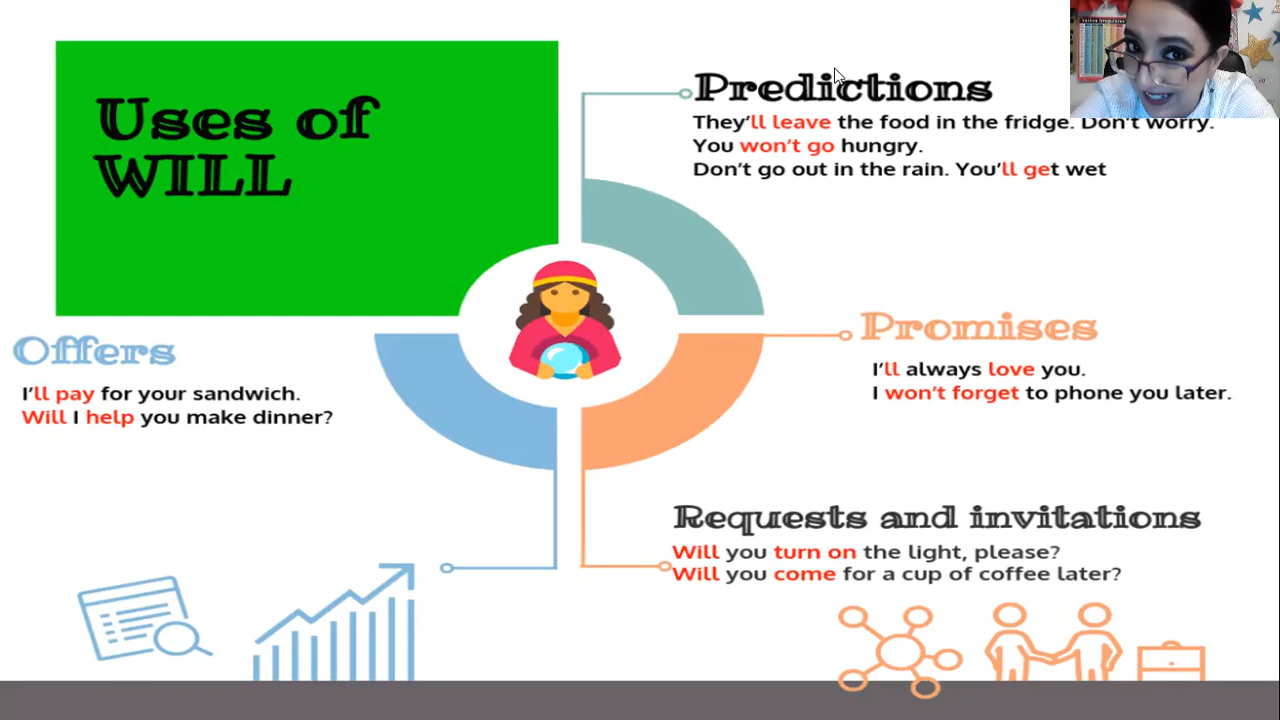 Uses of
WILL
Predictions
They'll leave the food in the fridge. Don't worry.
You won't go hungry.
Don't go out in the rain. You'll get wet
Promises
I'll always love you.
I won't forget to phone you later.
Offers
I'll pay for your sandwich.
Will I help you make dinner?
Requests and invitations
Will you turn on the light, please?
Will you come for a cup of coffee later?